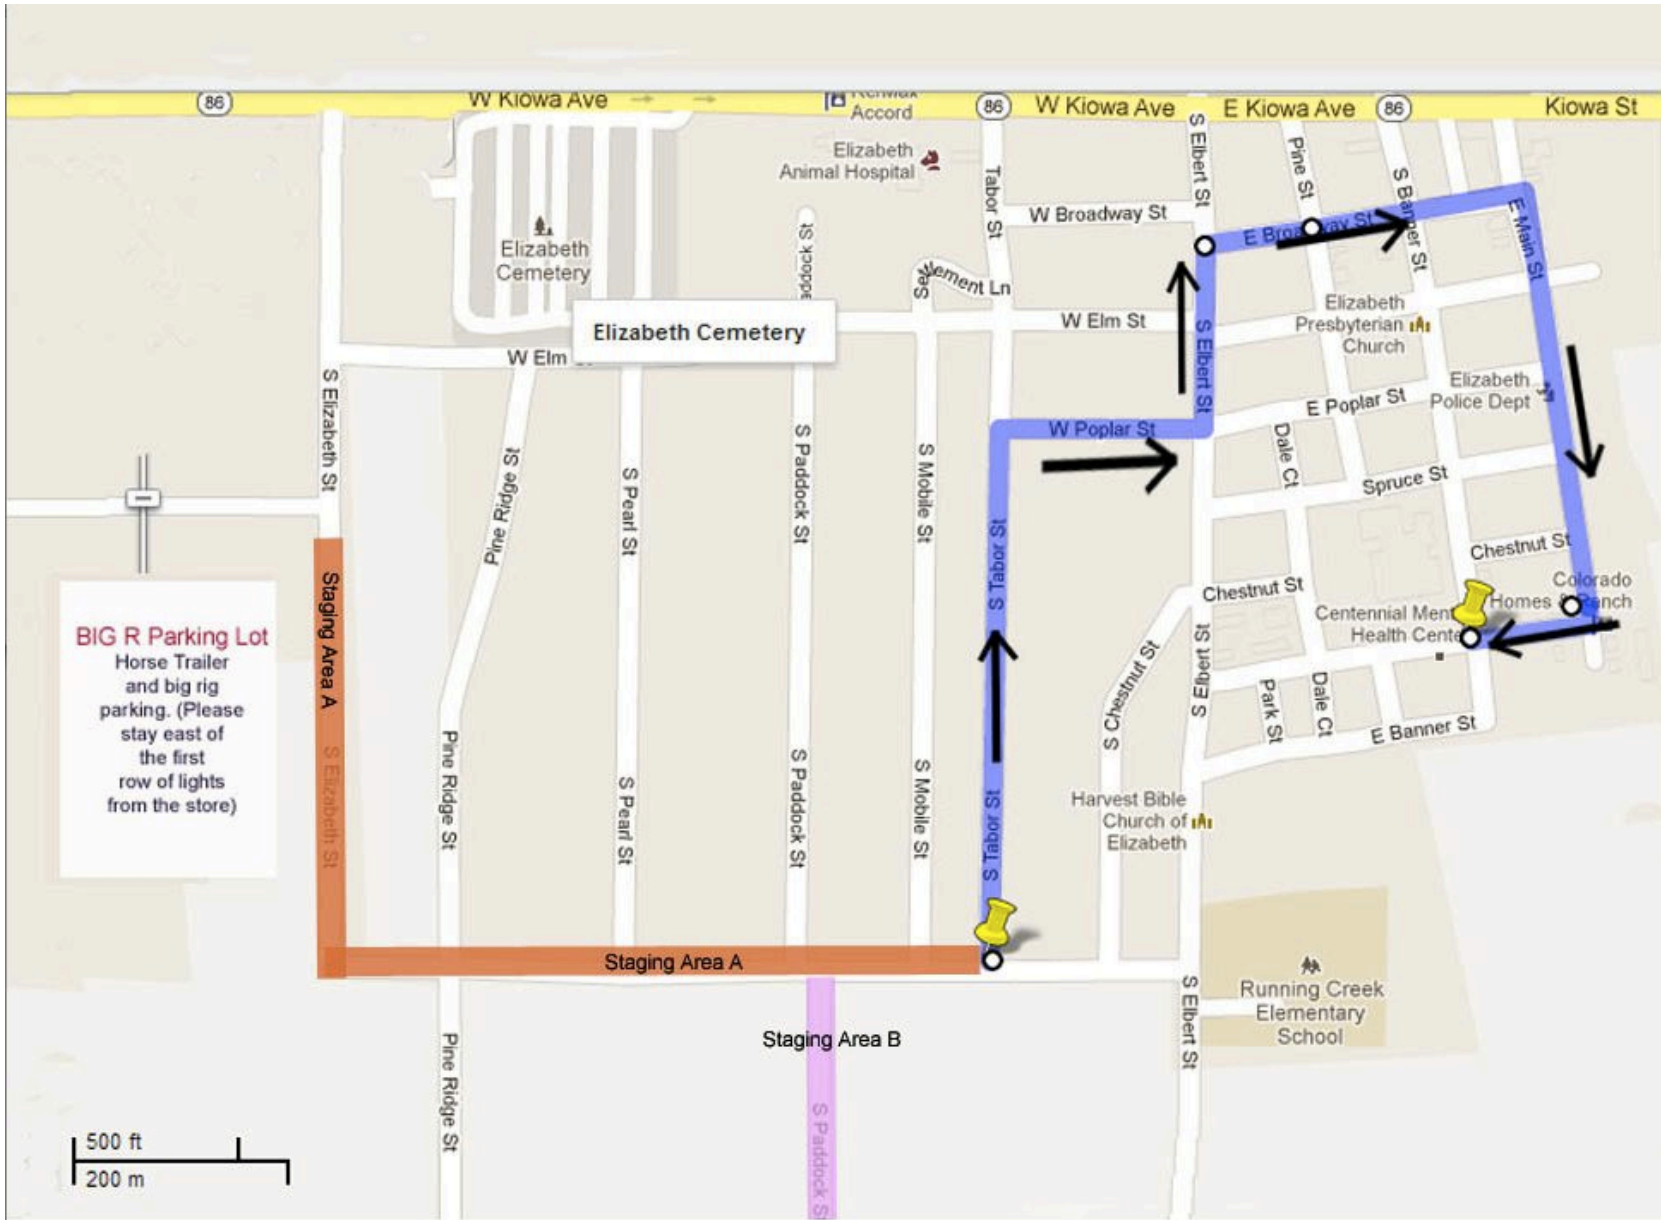 86
W Kiowa Ave
86
W Kiowa Ave
E Kiowa Ave
86
Kiowa St
Accord
Elizabeth
Animal Hospital
Tabor St
S Elbert St
Pine St
S Banner St
W Broadway St
E Broadway St
E Main St
Elizabeth
Cemetery
Settlement Ln
Elizabeth Cemetery
W Elm St
W Elm
Elizabeth
Presbyterian
Church
S Elizabeth St
S Elbert St
Elizabeth
Police Dept
E Poplar St
W Poplar St
Dale Ct
Spruce St
Pine Ridge St
S Pearl St
S Paddock St
S Mobile St
S Tabor St
Chestnut St
Chestnut St
Colorado
Homes & Ranch
Centennial
Health
Staging Area A
BIG R Parking Lot
Horse Trailer
and big rig
parking. (Please
stay east of
the first
row of lights
from the store)
S Elizabeth St
S Chestnut St
S Elbert St
Park St
Dale Ct
E Banner St
Pine Ridge St
S Pearl St
S Paddock St
S Mobile St
S Tabor St
Harvest Bible
Church of
Elizabeth
Staging Area A
Running Creek
Elementary
School
S Elbert St
Staging Area B
Pine Ridge St
S Paddock St
500 ft
200 m